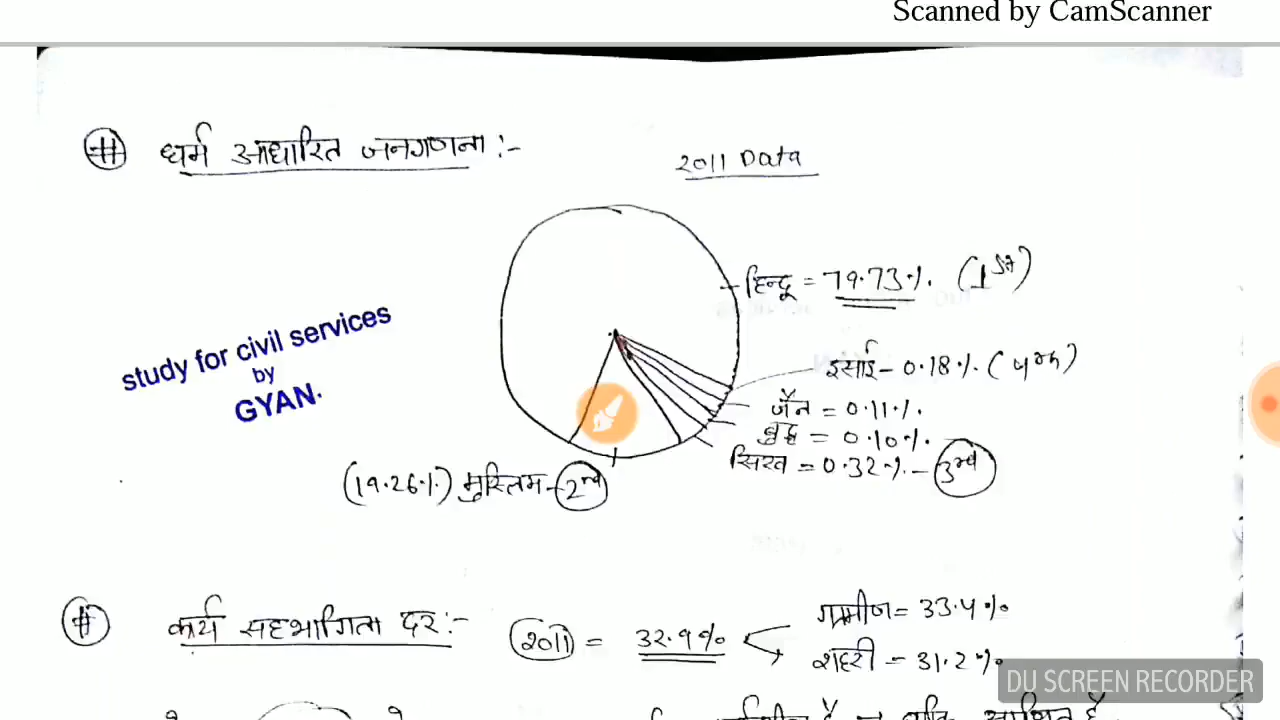 Scanned by CamScanner
# धर्म आधारित जनगणना :-
2011 Data
हिन्दू = 79.73%. (1st)
study for civil services
by
GYAN.
इसाई - 0.18%. (4th)
जैन = 0.11%.
बुद्ध = 0.10%.
सिख = 0.32%. - 3rd
(19.26%) मुस्लिम - 2nd
# कार्य सहभागिता दर :-
2011 = 32.9%
ग्रामीण = 33.4%
शहरी - 31.2%
DU SCREEN RECORDER